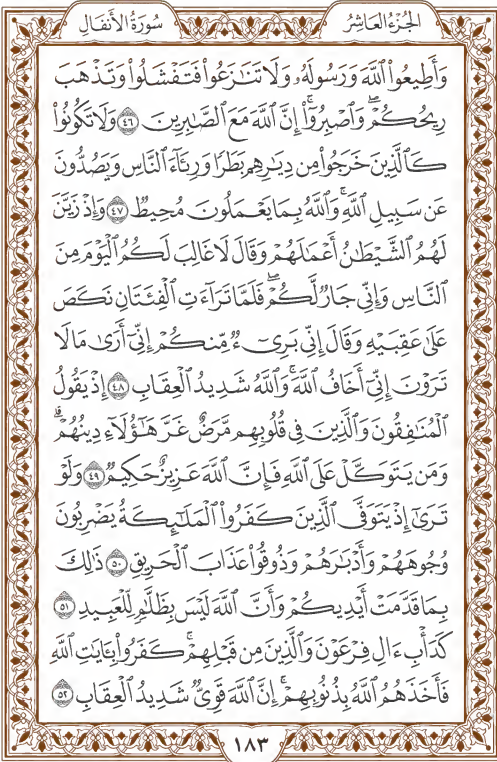 الجُزْءُ العَاشِرُ سُورَةُ الأَنفَالِ
وَأَطِيعُوا۟ ٱللَّهَ وَرَسُولَهُۥ وَلَا تَنَـٰزَعُوا۟ فَتَفْشَلُوا۟ وَتَذْهَبَ
رِيحُكُمْ ۖ وَٱصْبِرُوٓا۟ ۚ إِنَّ ٱللَّهَ مَعَ ٱلصَّـٰبِرِينَ ٤٦ وَلَا تَكُونُوا۟
كَٱلَّذِينَ خَرَجُوا۟ مِن دِيَـٰرِهِم بَطَرًا وَرِئَآءَ ٱلنَّاسِ وَيَصُدُّونَ
عَن سَبِيلِ ٱللَّهِ ۚ وَٱللَّهُ بِمَا يَعْمَلُونَ مُحِيطٌ ٤٧ وَإِذْ زَيَّنَ
لَهُمُ ٱلشَّيْطَـٰنُ أَعْمَـٰلَهُمْ وَقَالَ لَا غَالِبَ لَكُمُ ٱلْيَوْمَ مِنَ
ٱلنَّاسِ وَإِنِّى جَارٌ لَّكُمْ ۖ فَلَمَّا تَرَآءَتِ ٱلْفِئَتَانِ نَكَصَ
عَلَىٰ عَقِبَيْهِ وَقَالَ إِنِّى بَرِىٓءٌ مِّنكُمْ إِنِّىٓ أَرَىٰ مَا لَا
تَرَوْنَ إِنِّىٓ أَخَافُ ٱللَّهَ ۚ وَٱللَّهُ شَدِيدُ ٱلْعِقَابِ ٤٨ إِذْ يَقُولُ
ٱلْمُنَـٰفِقُونَ وَٱلَّذِينَ فِى قُلُوبِهِم مَّرَضٌ غَرَّ هَـٰٓؤُلَآءِ دِينُهُمْ ۗ
وَمَن يَتَوَكَّلْ عَلَى ٱللَّهِ فَإِنَّ ٱللَّهَ عَزِيزٌ حَكِيمٌ ٤٩ وَلَوْ
تَرَىٰٓ إِذْ يَتَوَفَّى ٱلَّذِينَ كَفَرُوا۟ ۙ ٱلْمَلَـٰٓئِكَةُ يَضْرِبُونَ
وُجُوهَهُمْ وَأَدْبَـٰرَهُمْ وَذُوقُوا۟ عَذَابَ ٱلْحَرِيقِ ٥٠ ذَٰلِكَ
بِمَا قَدَّمَتْ أَيْدِيكُمْ وَأَنَّ ٱللَّهَ لَيْسَ بِظَلَّـٰمٍ لِّلْعَبِيدِ ٥١
كَدَأْبِ ءَالِ فِرْعَوْنَ ۙ وَٱلَّذِينَ مِن قَبْلِهِمْ ۚ كَفَرُوا۟ بِـَٔايَـٰتِ ٱللَّهِ
فَأَخَذَهُمُ ٱللَّهُ بِذُنُوبِهِمْ ۗ إِنَّ ٱللَّهَ قَوِىٌّ شَدِيدُ ٱلْعِقَابِ ٥٢
١٨٣